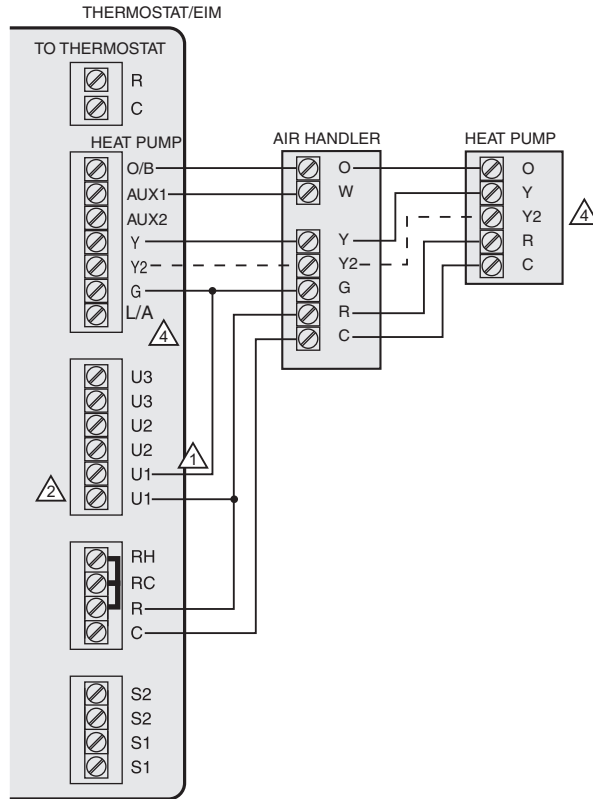 THERMOSTAT/EIM
TO THERMOSTAT
R
C
HEAT PUMP
O/B
AUX1
AUX2
Y
Y2
G
L/A
4
U3
U3
U2
U2
U1
1
U1
2
RH
RC
R
C
S2
S2
S1
S1
AIR HANDLER
O
W
Y
Y2
G
R
C
HEAT PUMP
O
Y
Y2
R
C
4